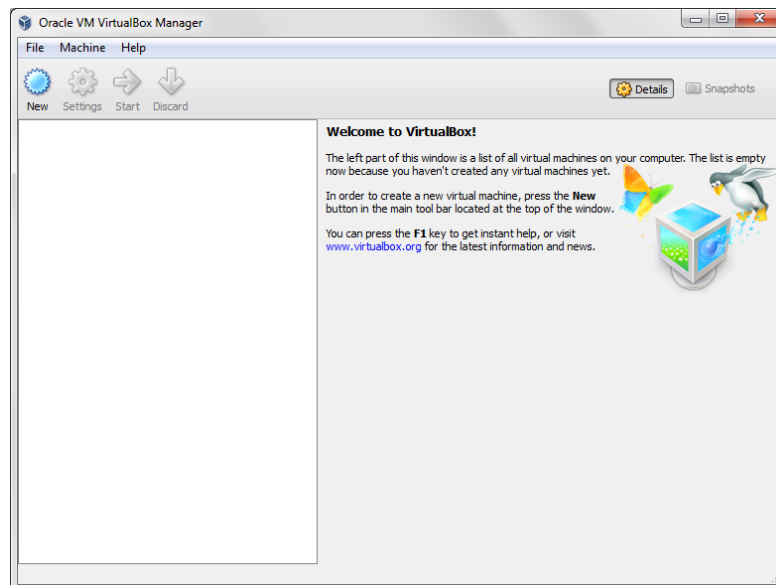 Oracle VM VirtualBox Manager
File Machine Help
New Settings Start Discard
Details Snapshots
Welcome to VirtualBox!
The left part of this window is a list of all virtual machines on your computer. The list is empty
now because you haven't created any virtual machines yet.
In order to create a new virtual machine, press the New
button in the main tool bar located at the top of the window.
You can press the F1 key to get instant help, or visit
www.virtualbox.org for the latest information and news.